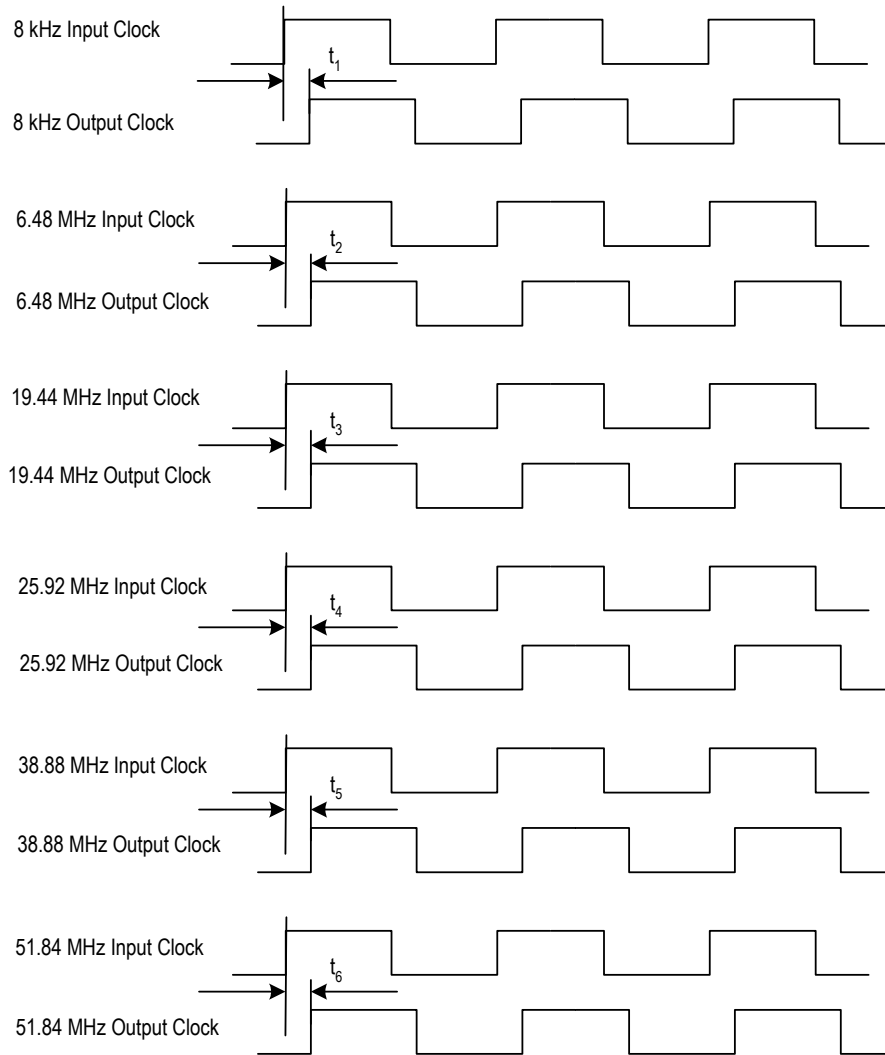 8 kHz Input Clock
t1
8 kHz Output Clock
6.48 MHz Input Clock
t2
6.48 MHz Output Clock
19.44 MHz Input Clock
t3
19.44 MHz Output Clock
25.92 MHz Input Clock
t4
25.92 MHz Output Clock
38.88 MHz Input Clock
t5
38.88 MHz Output Clock
51.84 MHz Input Clock
t6
51.84 MHz Output Clock